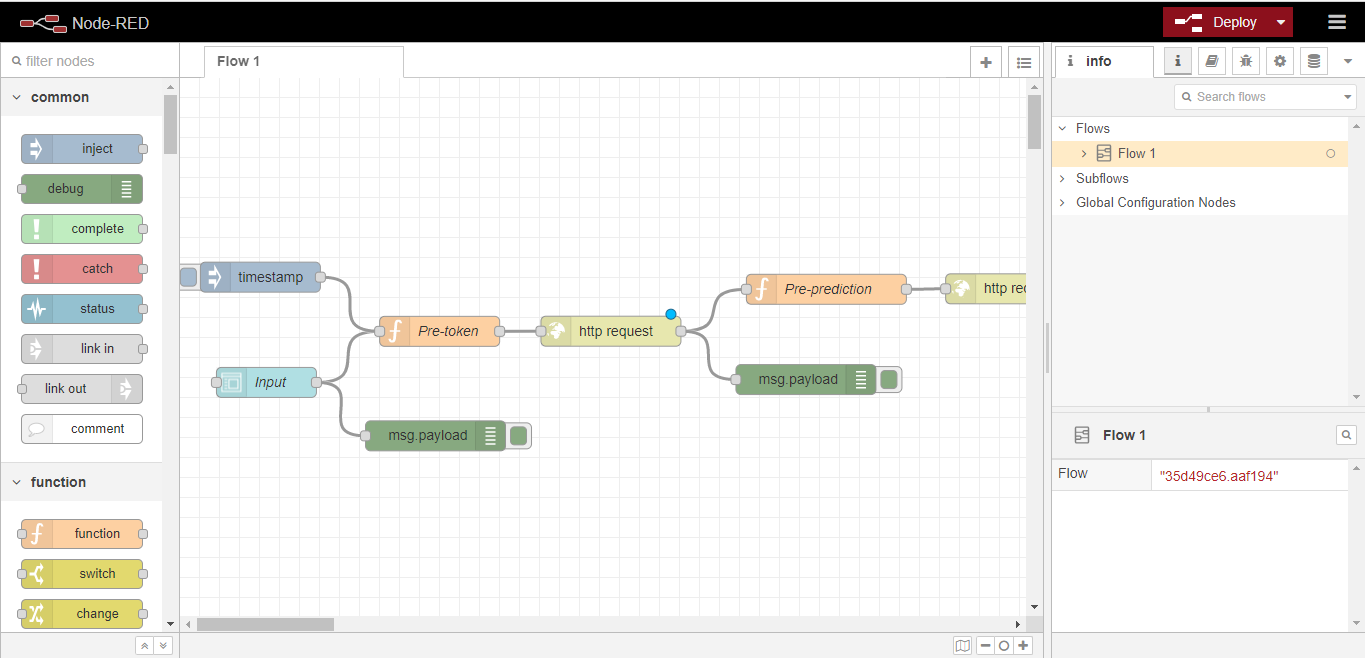 Node-RED
Deploy
filter nodes
Flow 1
info
Search flows
common
inject
debug
complete
catch
status
link in
link out
comment
function
function
switch
change
timestamp
Pre-token
http request
Input
msg.payload
Pre-prediction
http req
msg.payload
Flows
Flow 1
Subflows
Global Configuration Nodes
Flow 1
Flow "35d49ce6.aaf194"